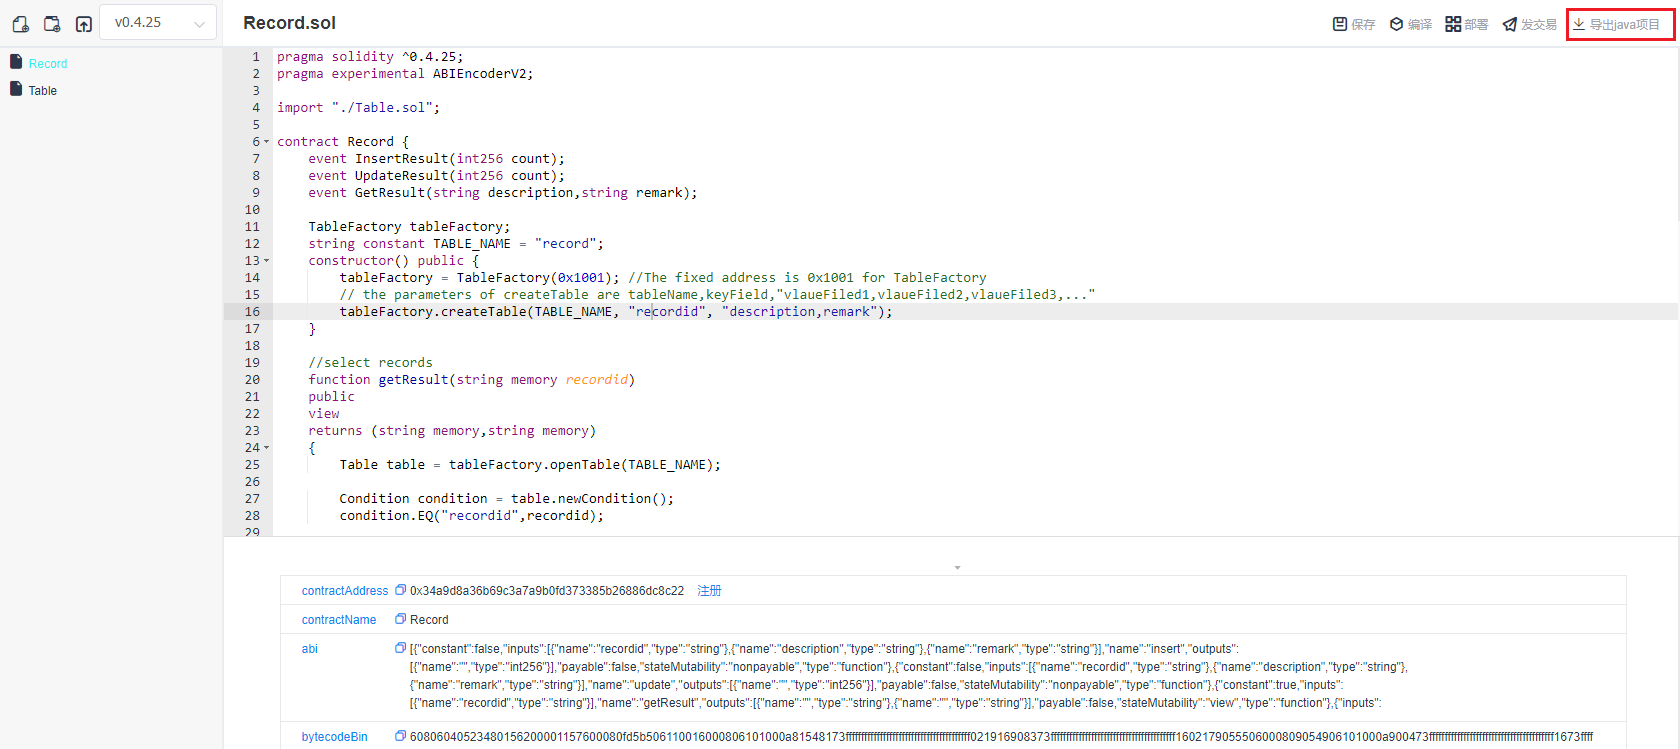 v0.4.25
Record.sol
保存 编译 部署 发交易 导出java项目
Record
Table
1 pragma solidity ^0.4.25;
2 pragma experimental ABIEncoderV2;
3
4 import "./Table.sol";
5
6 contract Record {
7 event InsertResult(int256 count);
8 event UpdateResult(int256 count);
9 event GetResult(string description,string remark);
10
11 TableFactory tableFactory;
12 string constant TABLE_NAME = "record";
13 constructor() public {
14 tableFactory = TableFactory(0x1001); //The fixed address is 0x1001 for TableFactory
15 // the parameters of createTable are tableName,keyField,"vlaueFiled1,vlaueFiled2,vlaueFiled3,..."
16 tableFactory.createTable(TABLE_NAME, "recordid", "description,remark");
17 }
18
19 //select records
20 function getResult(string memory recordid)
21 public
22 view
23 returns (string memory,string memory)
24 {
25 Table table = tableFactory.openTable(TABLE_NAME);
26
27 Condition condition = table.newCondition();
28 condition.EQ("recordid",recordid);
29
contractAddress 0x34a9d8a36b69c3a7a9b0fd373385b26886dc8c22 注册
contractName Record
abi [{"constant":false,"inputs":[{"name":"recordid","type":"string"},{"name":"description","type":"string"},{"name":"remark","type":"string"}],"name":"insert","outputs":
[{"name":"","type":"int256"}],"payable":false,"stateMutability":"nonpayable","type":"function"},{"constant":false,"inputs":[{"name":"recordid","type":"string"},{"name":"description","type":"string"},
{"name":"remark","type":"string"}],"name":"update","outputs":[{"name":"","type":"int256"}],"payable":false,"stateMutability":"nonpayable","type":"function"},{"constant":true,"inputs":
[{"name":"recordid","type":"string"}],"name":"getResult","outputs":[{"name":"","type":"string"},{"name":"","type":"string"}],"payable":false,"stateMutability":"view","type":"function"},{"inputs":
bytecodeBin